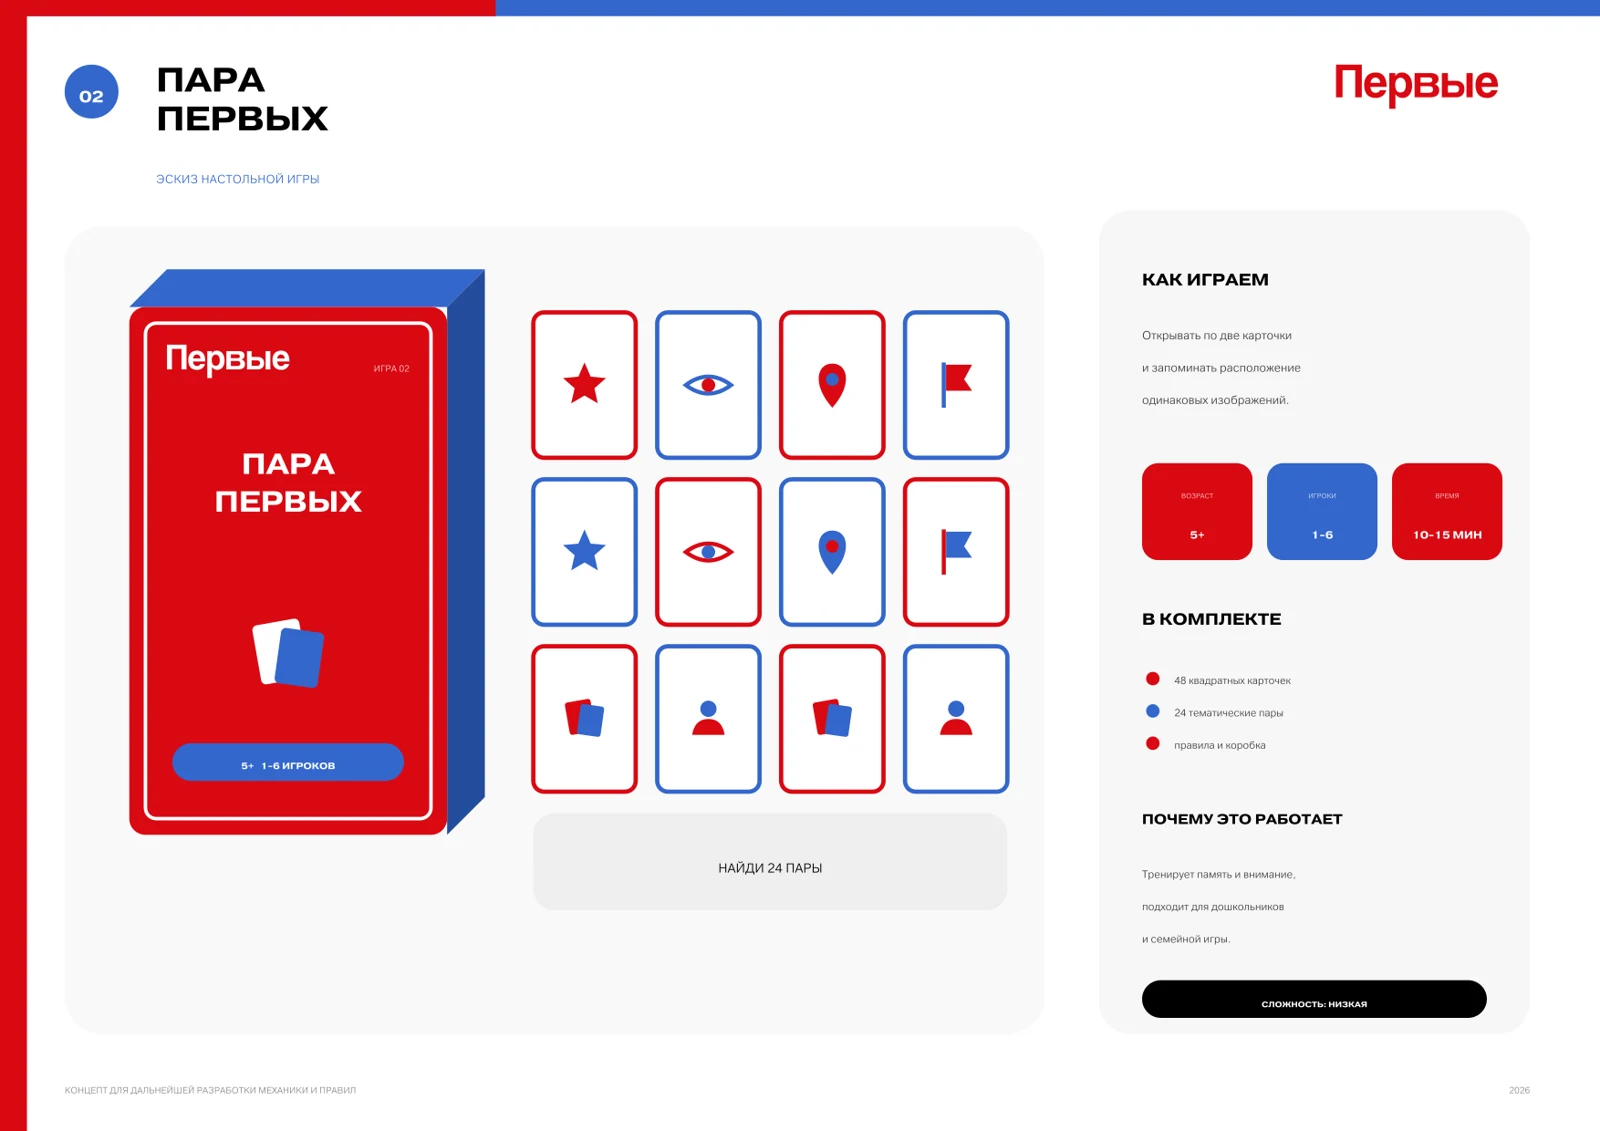 02
ПАРА
ПЕРВЫХ
Первые
ЭСКИЗ НАСТОЛЬНОЙ ИГРЫ
Первые
ИГРА 02
ПАРА
ПЕРВЫХ
5+ 1-6 ИГРОКОВ
НАЙДИ 24 ПАРЫ
КАК ИГРАЕМ
Открывать по две карточки
и запоминать расположение
одинаковых изображений.
ВОЗРАСТ
5+
ИГРОКИ
1-6
ВРЕМЯ
10-15 МИН
В КОМПЛЕКТЕ
48 квадратных карточек
24 тематические пары
правила и коробка
ПОЧЕМУ ЭТО РАБОТАЕТ
Тренирует память и внимание,
подходит для дошкольников
и семейной игры.
СЛОЖНОСТЬ: НИЗКАЯ
КОНЦЕПТ ДЛЯ ДАЛЬНЕЙШЕЙ РАЗРАБОТКИ МЕХАНИКИ И ПРАВИЛ
2026